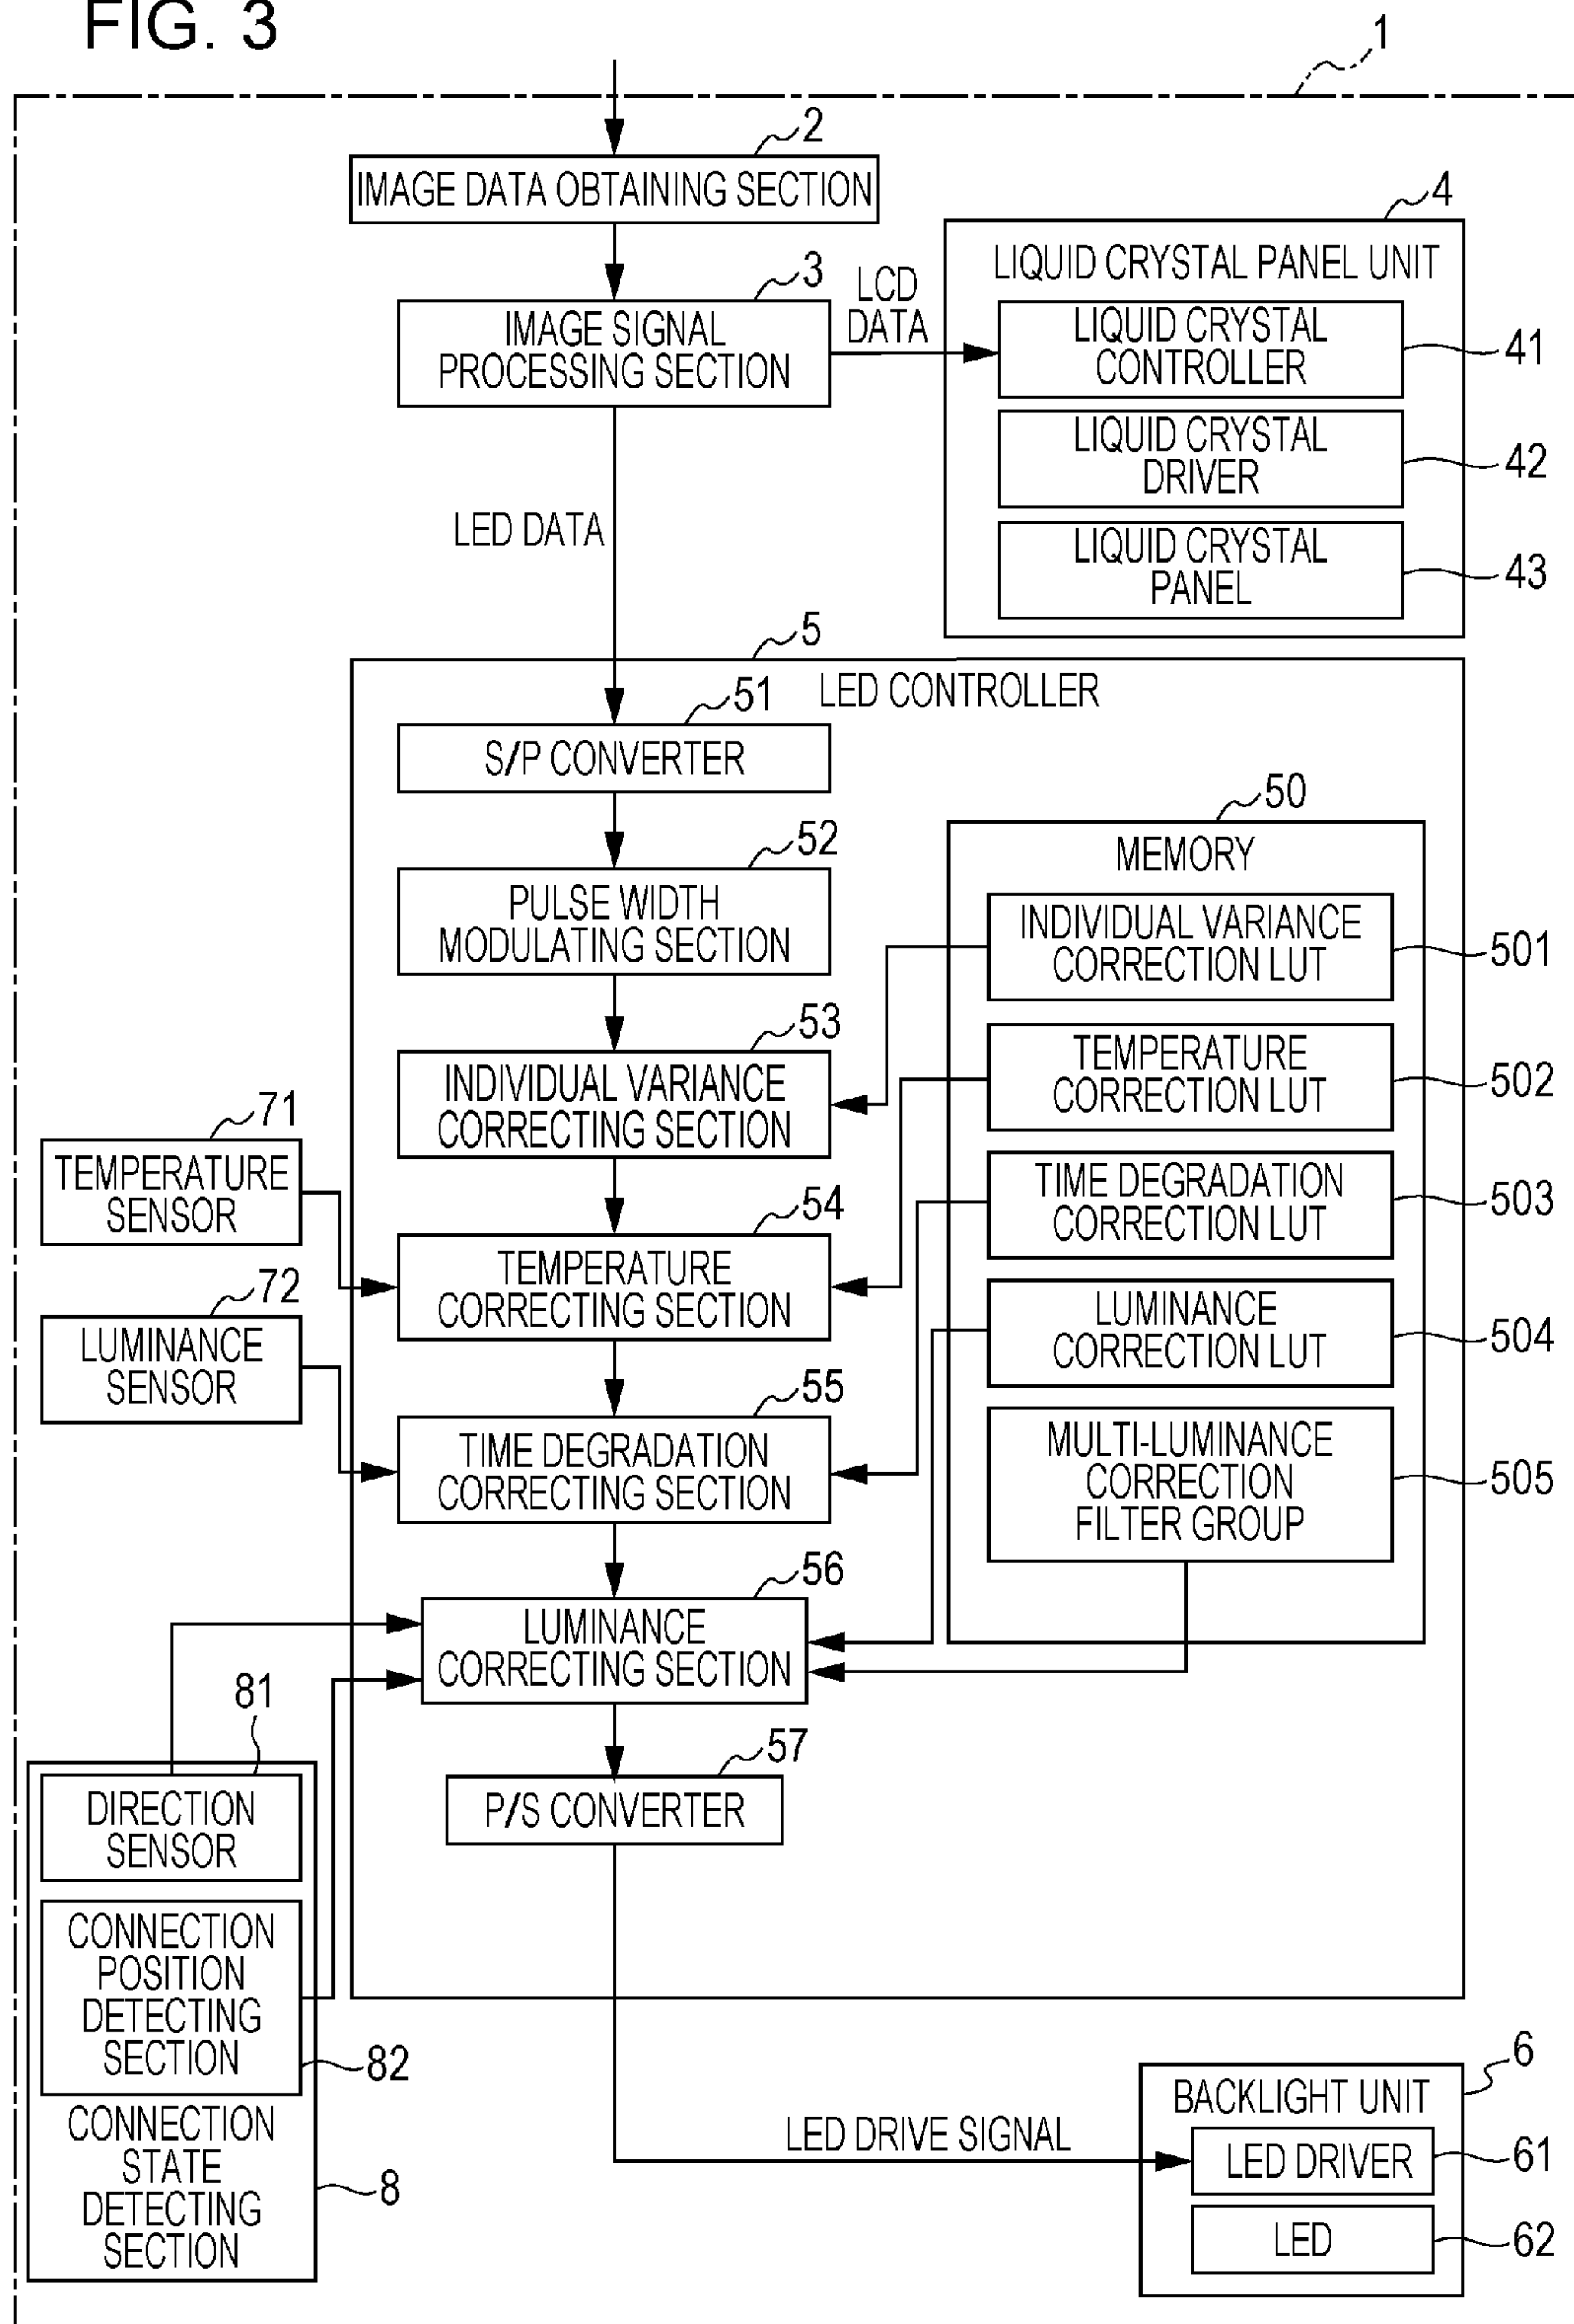 FIG. 3
1
2
IMAGE DATA OBTAINING SECTION
3
IMAGE SIGNAL
PROCESSING SECTION
LCD
DATA
4
LIQUID CRYSTAL PANEL UNIT
LIQUID CRYSTAL
CONTROLLER
41
LIQUID CRYSTAL
DRIVER
42
LIQUID CRYSTAL
PANEL
43
LED DATA
5
LED CONTROLLER
51
S/P CONVERTER
52
PULSE WIDTH
MODULATING SECTION
53
INDIVIDUAL VARIANCE
CORRECTING SECTION
54
TEMPERATURE
CORRECTING SECTION
55
TIME DEGRADATION
CORRECTING SECTION
56
LUMINANCE
CORRECTING SECTION
57
P/S CONVERTER
50
MEMORY
INDIVIDUAL VARIANCE
CORRECTION LUT
501
TEMPERATURE
CORRECTION LUT
502
TIME DEGRADATION
CORRECTION LUT
503
LUMINANCE
CORRECTION LUT
504
MULTI-LUMINANCE
CORRECTION
FILTER GROUP
505
71
TEMPERATURE
SENSOR
72
LUMINANCE
SENSOR
81
DIRECTION
SENSOR
CONNECTION
POSITION
DETECTING
SECTION
82
CONNECTION
STATE
DETECTING
SECTION
8
LED DRIVE SIGNAL
6
BACKLIGHT UNIT
LED DRIVER
61
LED
62